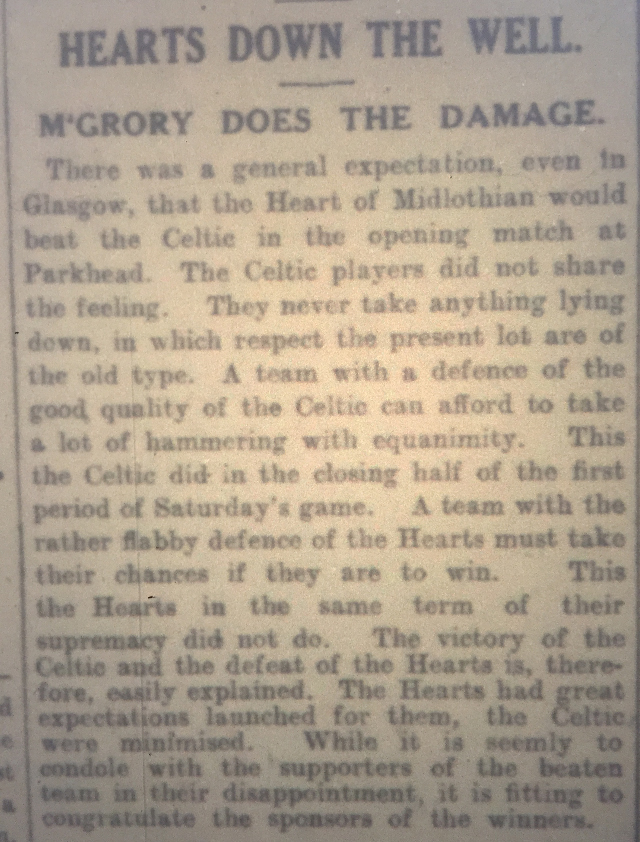 HEARTS DOWN THE WELL.
M'GRORY DOES THE DAMAGE.
There was a general expectation, even in
Glasgow, that the Heart of Midlothian would
beat the Celtic in the opening match at
Parkhead. The Celtic players did not share
the feeling. They never take anything lying
down, in which respect the present lot are of
the old type. A team with a defence of the
good quality of the Celtic can afford to take
a lot of hammering with equanimity. This
the Celtic did in the closing half of the first
period of Saturday's game. A team with the
rather flabby defence of the Hearts must take
their chances if they are to win. This
the Hearts in the same term of their
supremacy did not do. The victory of the
Celtic and the defeat of the Hearts is, there-
fore, easily explained. The Hearts had great
expectations launched for them, the Celtic
were minimised. While it is seemly to
condole with the supporters of the beaten
team in their disappointment, it is fitting to
congratulate the sponsors of the winners.